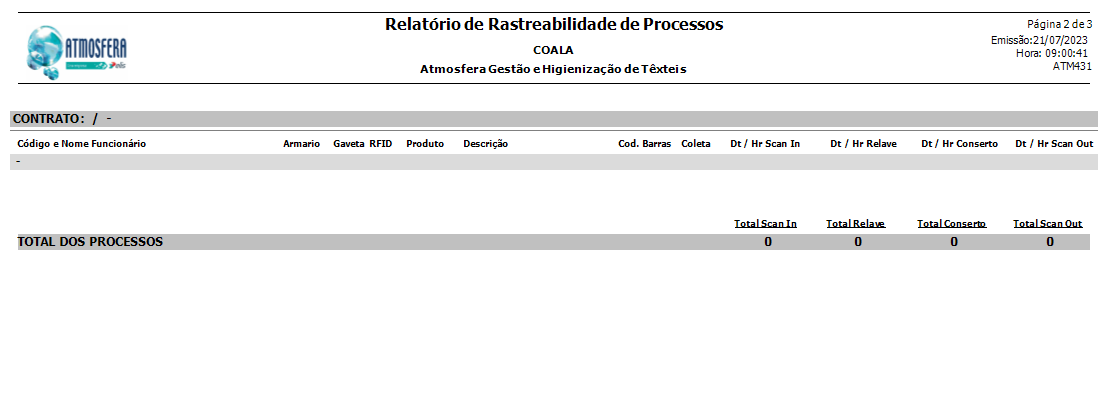 Relatório de Rastreabilidade de Processos
Página 2 de 3
ATMOSFERA
COALA
Emissão:21/07/2023
Hora: 09:00:41
Atmosfera Gestão e Higienização de Têxteis
ATM431
CONTRATO: / -
Código e Nome Funcionário Armario Gaveta RFID Produto Descrição Cod. Barras Coleta Dt / Hr Scan In Dt / Hr Relave Dt / Hr Conserto Dt / Hr Scan Out
-
Total Scan In Total Relave Total Conserto Total Scan Out
TOTAL DOS PROCESSOS 0 0 0 0